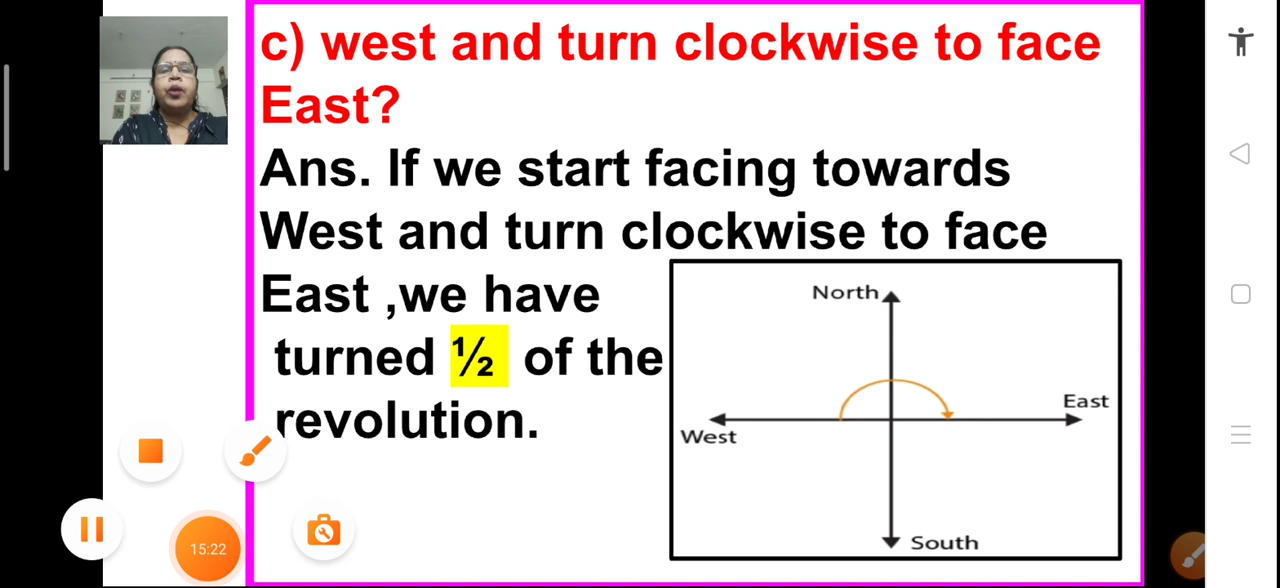 c) west and turn clockwise to face
East?
Ans. If we start facing towards
West and turn clockwise to face
East ,we have
turned ½ of the
revolution.
North
East
West
South
15:22